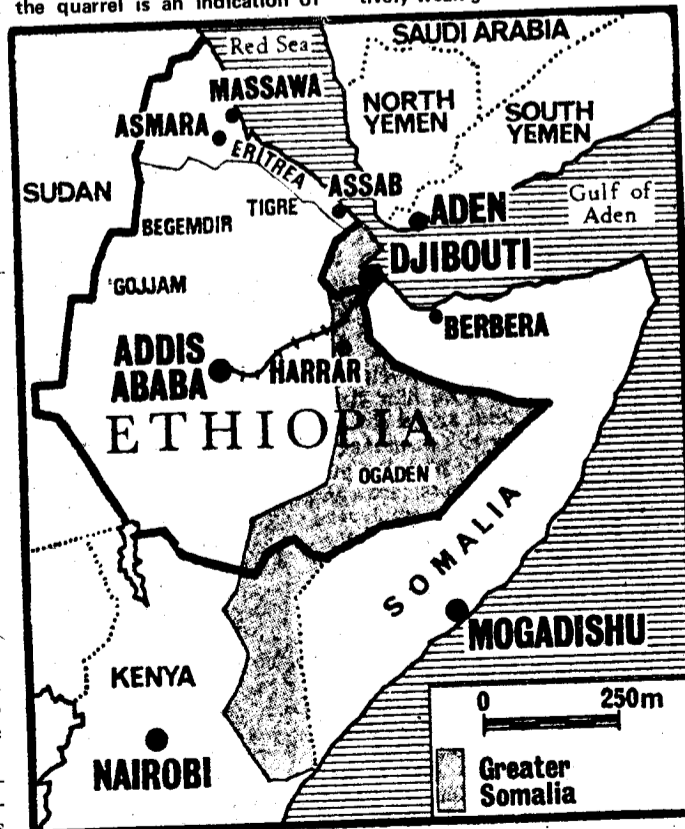 the quarrel is an indication of
Red Sea
SAUDI ARABIA
MASSAWA
NORTH
YEMEN
SOUTH
YEMEN
ASMARA
ERITREA
SUDAN
ASSAB
TIGRE
ADEN
Gulf of
Aden
BEGEMDIR
DJIBOUTI
GOJJAM
BERBERA
ADDIS
ABABA
HARRAR
ETHIOPIA
OGADEN
SOMALIA
MOGADISHU
KENYA
NAIROBI
0 250m
Greater
Somalia